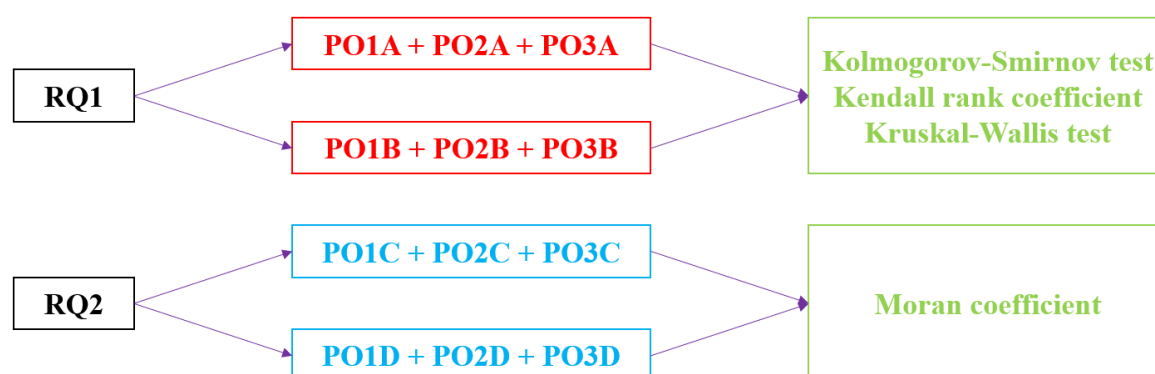 RQ1
PO1A + PO2A + PO3A
PO1B + PO2B + PO3B
Kolmogorov-Smirnov test
Kendall rank coefficient
Kruskal-Wallis test
RQ2
PO1C + PO2C + PO3C
PO1D + PO2D + PO3D
Moran coefficient